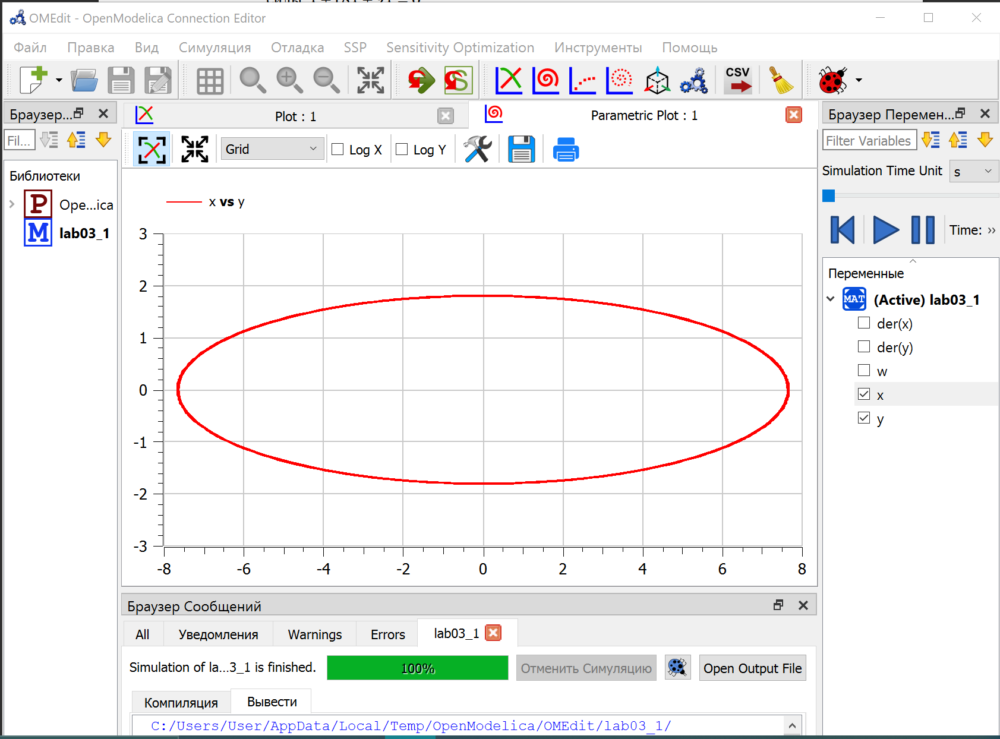 OMEdit - OpenModelica Connection Editor
Файл Правка Вид Симуляция Отладка SSP Sensitivity Optimization Инструменты Помощь
S CSV
Браузер...
Plot : 1
Parametric Plot : 1
Браузер Перемен...
Fil...
Grid
Log X
Log Y
Filter Variables
Simulation Time Unit s
Time: »
Библиотеки
P Ope...ica
M lab03_1
x vs y
3
2
1
0
-1
-2
-3
-8 -6 -4 -2 0 2 4 6 8
Переменные
MAT (Active) lab03_1
der(x)
der(y)
w
x
y
Браузер Сообщений
All Уведомления Warnings Errors lab03_1
Simulation of la...3_1 is finished. 100% Отменить Симуляцию Open Output File
Компиляция Вывести
C:/Users/User/AppData/Local/Temp/OpenModelica/OMEdit/lab03_1/